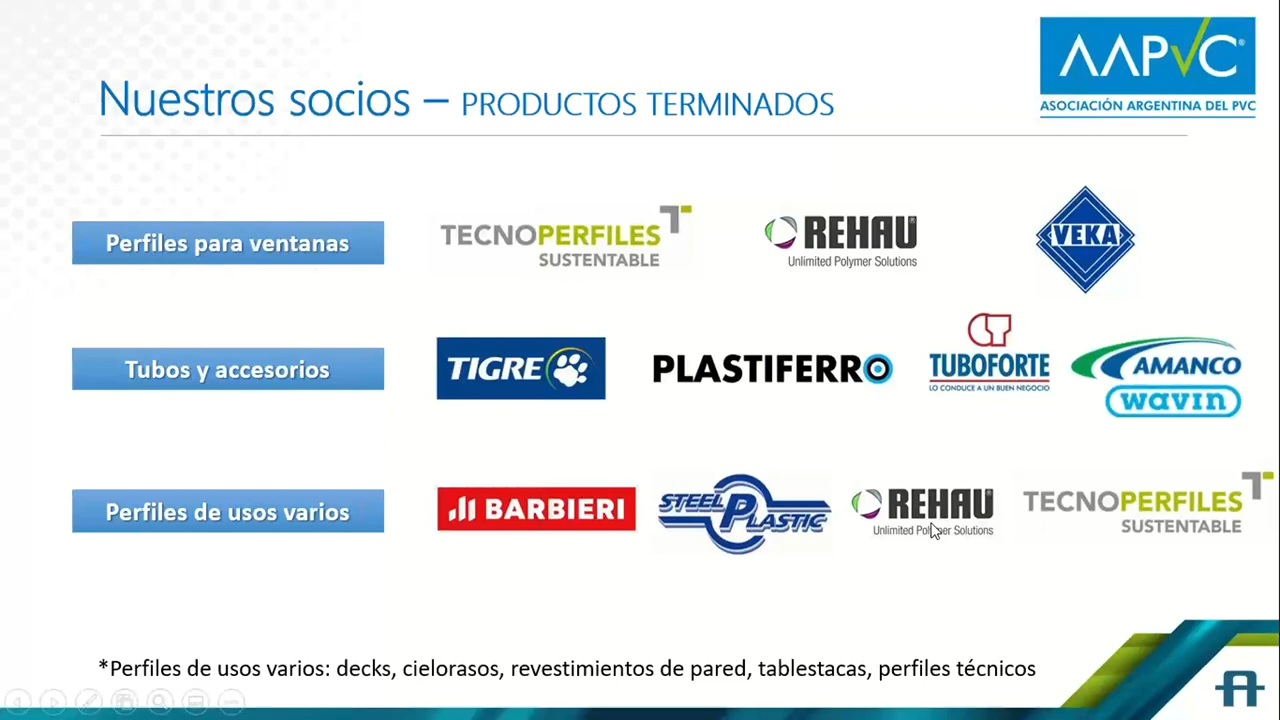 AAPVC®
ASOCIACIÓN ARGENTINA DEL PVC
Nuestros socios – PRODUCTOS TERMINADOS
Perfiles para ventanas
TECNOPERFILES
SUSTENTABLE
REHAU®
Unlimited Polymer Solutions
VEKA
Tubos y accesorios
TIGRE
PLASTIFERRO
TUBOFORTE
LO CONDUCE A UN BUEN NEGOCIO
AMANCO
wavin
Perfiles de usos varios
BARBIERI
STEEL PLASTIC
REHAU®
Unlimited Polymer Solutions
TECNOPERFILES
SUSTENTABLE
*Perfiles de usos varios: decks, cielorasos, revestimientos de pared, tablestacas, perfiles técnicos